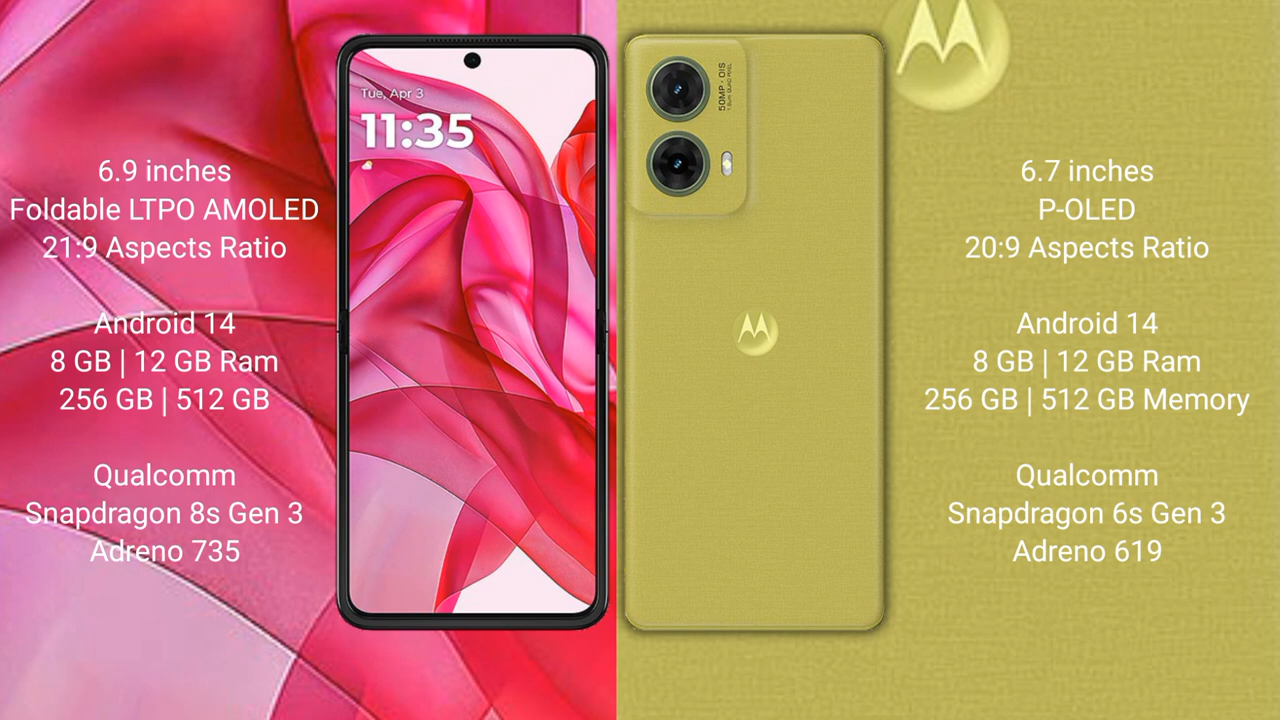 6.9 inches
Foldable LTPO AMOLED
21:9 Aspects Ratio
Android 14
8 GB | 12 GB Ram
256 GB | 512 GB
Qualcomm
Snapdragon 8s Gen 3
Adreno 735
Tue, Apr 3
11:35
50MP · OIS
6.7 inches
P-OLED
20:9 Aspects Ratio
Android 14
8 GB | 12 GB Ram
256 GB | 512 GB Memory
Qualcomm
Snapdragon 6s Gen 3
Adreno 619